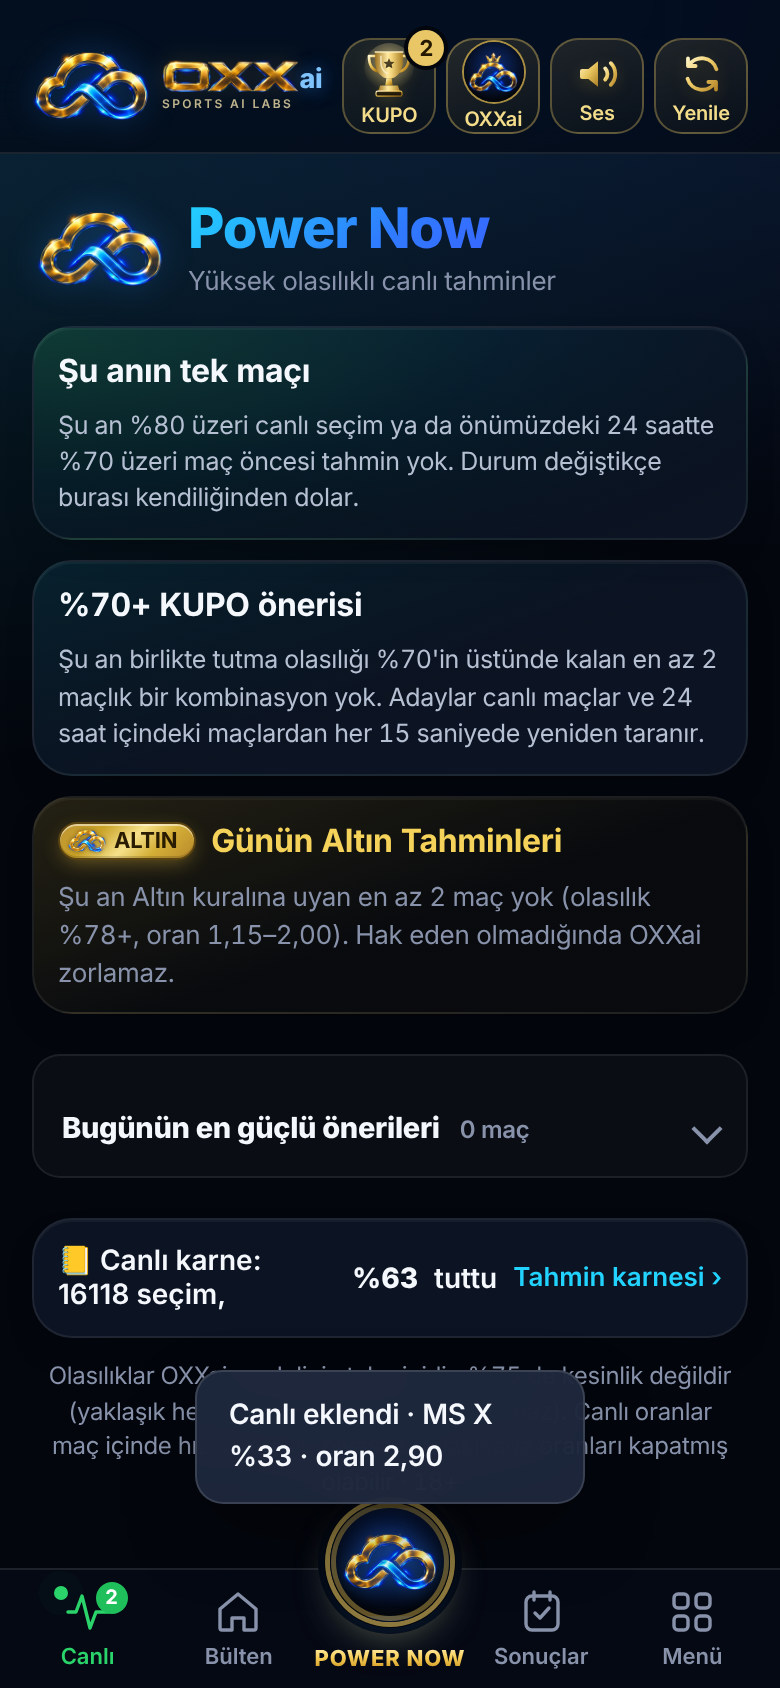 OXX ai
SPORTS AI LABS
KUPO
2
OXXai
Ses
Yenile
Power Now
Yüksek olasılıklı canlı tahminler
Şu anın tek maçı
Şu an %80 üzeri canlı seçim ya da önümüzdeki 24 saatte
%70 üzeri maç öncesi tahmin yok. Durum değiştikçe
burası kendiliğinden dolar.
%70+ KUPO önerisi
Şu an birlikte tutma olasılığı %70'in üstünde kalan en az 2
maçlık bir kombinasyon yok. Adaylar canlı maçlar ve 24
saat içindeki maçlardan her 15 saniyede yeniden taranır.
ALTIN Günün Altın Tahminleri
Şu an Altın kuralına uyan en az 2 maç yok (olasılık
%78+, oran 1,15–2,00). Hak eden olmadığında OXXai
zorlamaz.
Bugünün en güçlü önerileri 0 maç
📒 Canlı karne:
16118 seçim,
%63 tuttu
Tahmin karnesi ›
Olasılıklar kesinlik değildir
(yaklaşık Canlı oranlar
maç içinde kapatmış
Canlı eklendi · MS X
%33 · oran 2,90
2
Canlı
Bülten
POWER NOW
Sonuçlar
Menü